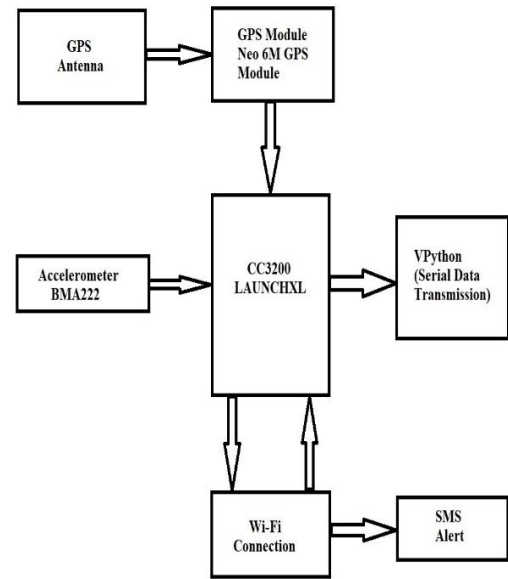 GPS
Antenna
GPS Module
Neo 6M GPS
Module
Accelerometer
BMA222
CC3200
LAUNCHXL
VPython
(Serial Data
Transmission)
Wi-Fi
Connection
SMS
Alert